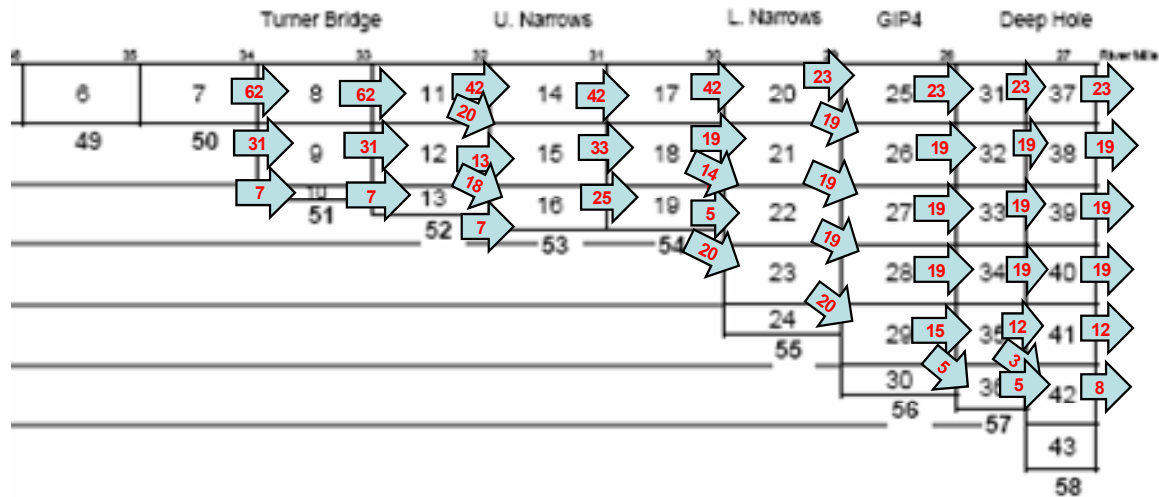 Turner Bridge U. Narrows L. Narrows GIP4 Deep Hole
35 34 33 32 31 30 29 28 27 River Mile
6 7 62 8 62 11 42 14 42 17 42 20 23 25 23 31 23 37 23
20 19
49 50 31 9 31 12 13 15 33 18 19 21 26 19 32 19 38 19
18 14 19
7 10 7 13 16 25 19 5 22 27 19 33 19 39 19
51 52 7 53 54 20 19
23 28 19 34 19 40 19
20
24 29 15 35 12 41 12
55 5 3
30 36 5 42 8
56 57
43
58